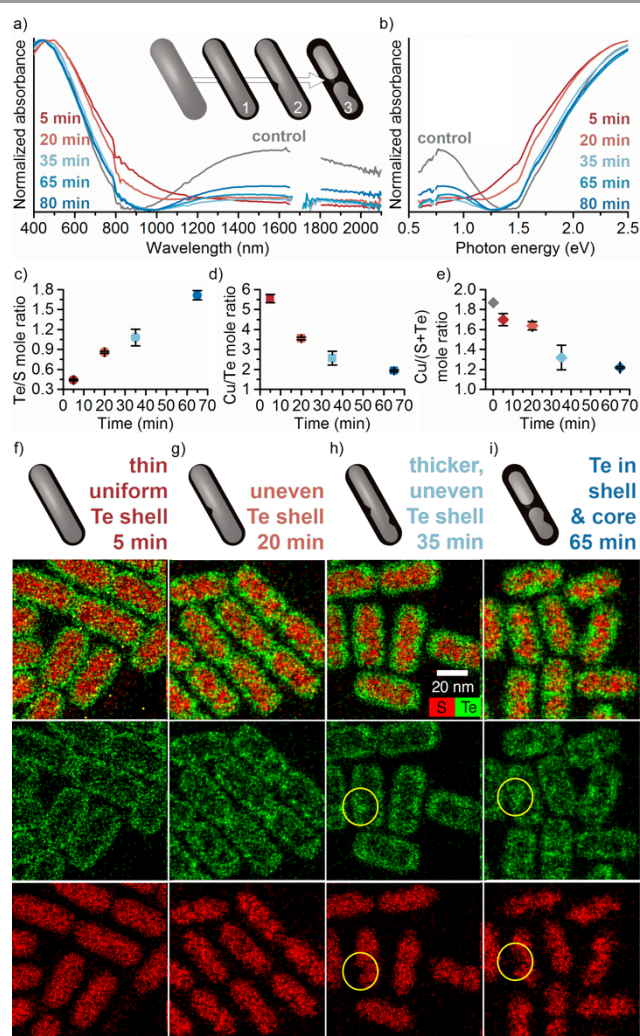 a)
b)
Normalized absorbance
1
2
3
control
5 min
20 min
35 min
65 min
80 min
400 600 800 1000 1200 1400 1600 1800 2000
Wavelength (nm)
Normalized absorbance
control
5 min
20 min
35 min
65 min
80 min
0.5 1.0 1.5 2.0 2.5
Photon energy (eV)
c)
Te/S mole ratio
1.8
1.5
1.2
0.9
0.6
0.3
0 10 20 30 40 50 60 70
Time (min)
d)
Cu/Te mole ratio
6
5
4
3
2
1
0 10 20 30 40 50 60 70
Time (min)
e)
Cu/(S+Te)
mole ratio
2.0
1.8
1.6
1.4
1.2
1.0
0 10 20 30 40 50 60 70
Time (min)
f)
thin
uniform
Te shell
5 min
g)
uneven
Te shell
20 min
h)
thicker,
uneven
Te shell
35 min
i)
Te in
shell
& core
65 min
20 nm
S Te